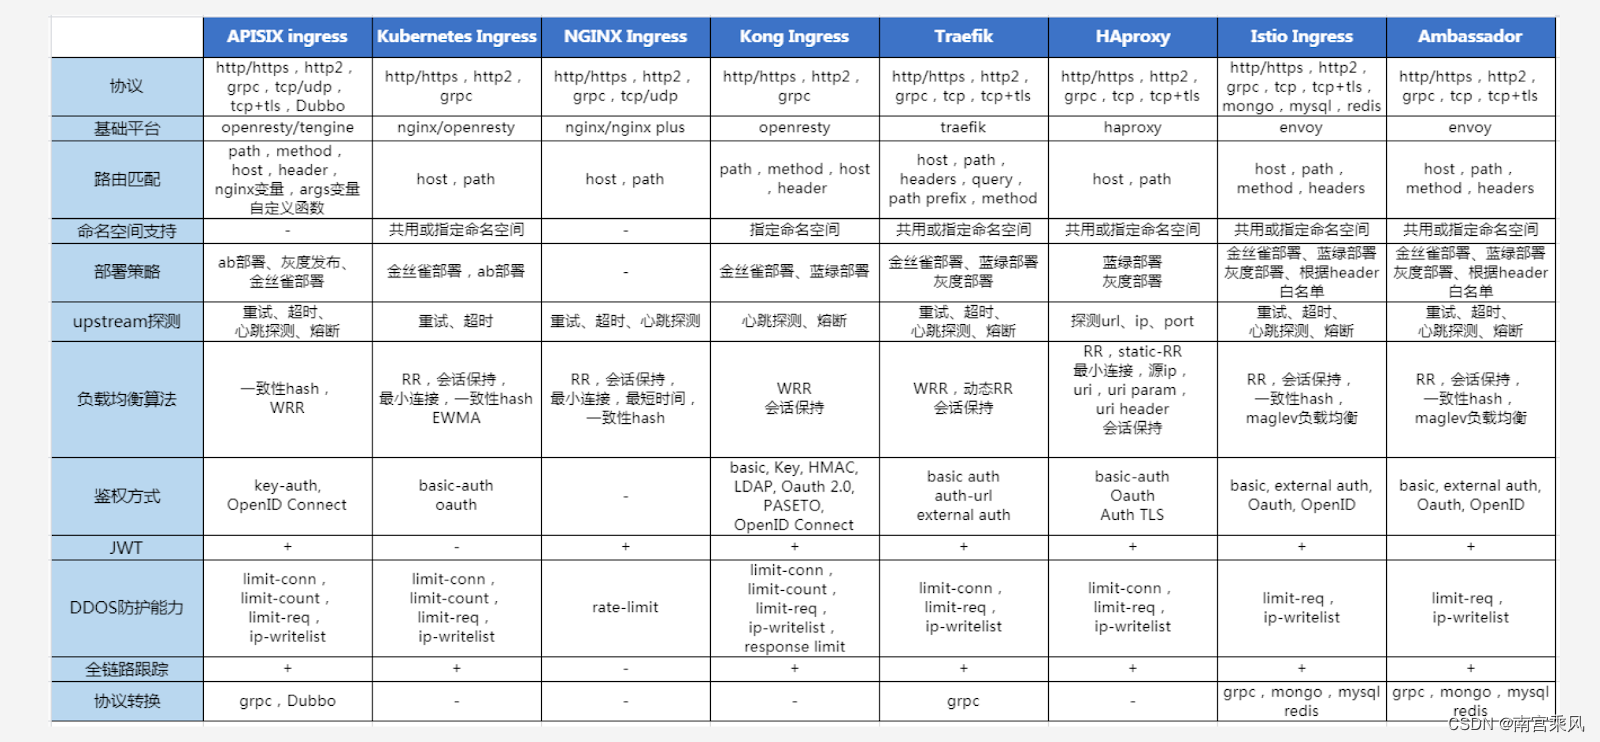 APISIX ingress Kubernetes Ingress NGINX Ingress Kong Ingress Traefik HAproxy Istio Ingress Ambassador
协议
http/https，http2，
grpc，tcp/udp，
tcp+tls，Dubbo
http/https，http2，
grpc
http/https，http2，
grpc，tcp/udp
http/https，http2，
grpc
http/https，http2，
grpc，tcp，tcp+tls
http/https，http2，
grpc，tcp，tcp+tls
http/https，http2，
grpc，tcp，tcp+tls，
mongo，mysql，redis
http/https，http2，
grpc，tcp，tcp+tls
基础平台 openresty/tengine nginx/openresty nginx/nginx plus openresty traefik haproxy envoy envoy
路由匹配
path，method，
host，header，
nginx变量，args变量
自定义函数
host，path
host，path
path，method，host
，header
host，path，
headers，query，
path prefix，method
host，path
host，path，
method，headers
host，path，
method，headers
命名空间支持 - 共用或指定命名空间 - 指定命名空间 共用或指定命名空间 共用或指定命名空间 共用或指定命名空间 共用或指定命名空间
部署策略
ab部署、灰度发布、
金丝雀部署
金丝雀部署，ab部署
-
金丝雀部署、蓝绿部署
金丝雀部署、蓝绿部署
灰度部署
蓝绿部署
灰度部署
金丝雀部署、蓝绿部署
灰度部署、根据header
白名单
金丝雀部署、蓝绿部署
灰度部署、根据header
白名单
upstream探测
重试、超时、
心跳探测、熔断
重试、超时
重试、超时、心跳探测
心跳探测、熔断
重试、超时、
心跳探测、熔断
探测url、ip、port
重试、超时、
心跳探测、熔断
重试、超时、
心跳探测、熔断
负载均衡算法
一致性hash，
WRR
RR，会话保持，
最小连接，一致性hash
EWMA
RR，会话保持，
最小连接，最短时间，
一致性hash
WRR
会话保持
WRR，动态RR
会话保持
RR，static-RR
最小连接，源ip，
uri，uri param，
uri header
会话保持
RR，会话保持，
一致性hash，
maglev负载均衡
RR，会话保持，
一致性hash，
maglev负载均衡
鉴权方式
key-auth,
OpenID Connect
basic-auth
oauth
-
basic, Key, HMAC,
LDAP, Oauth 2.0,
PASETO,
OpenID Connect
basic auth
auth-url
external auth
basic-auth
Oauth
Auth TLS
basic, external auth,
Oauth, OpenID
basic, external auth,
Oauth, OpenID
JWT + - + + + + + +
DDOS防护能力
limit-conn，
limit-count，
limit-req，
ip-writelist
limit-conn，
limit-count，
limit-req，
ip-writelist
rate-limit
limit-conn，
limit-count，
limit-req，
ip-writelist，
response limit
limit-conn，
limit-req，
ip-writelist
limit-conn，
limit-req，
ip-writelist
limit-req，
ip-writelist
limit-req，
ip-writelist
全链路跟踪 + + - + + + + +
协议转换
grpc，Dubbo
-
-
-
grpc
-
grpc，mongo，mysql
redis
grpc，mongo，mysql
redis
CSDN @南宫乘风